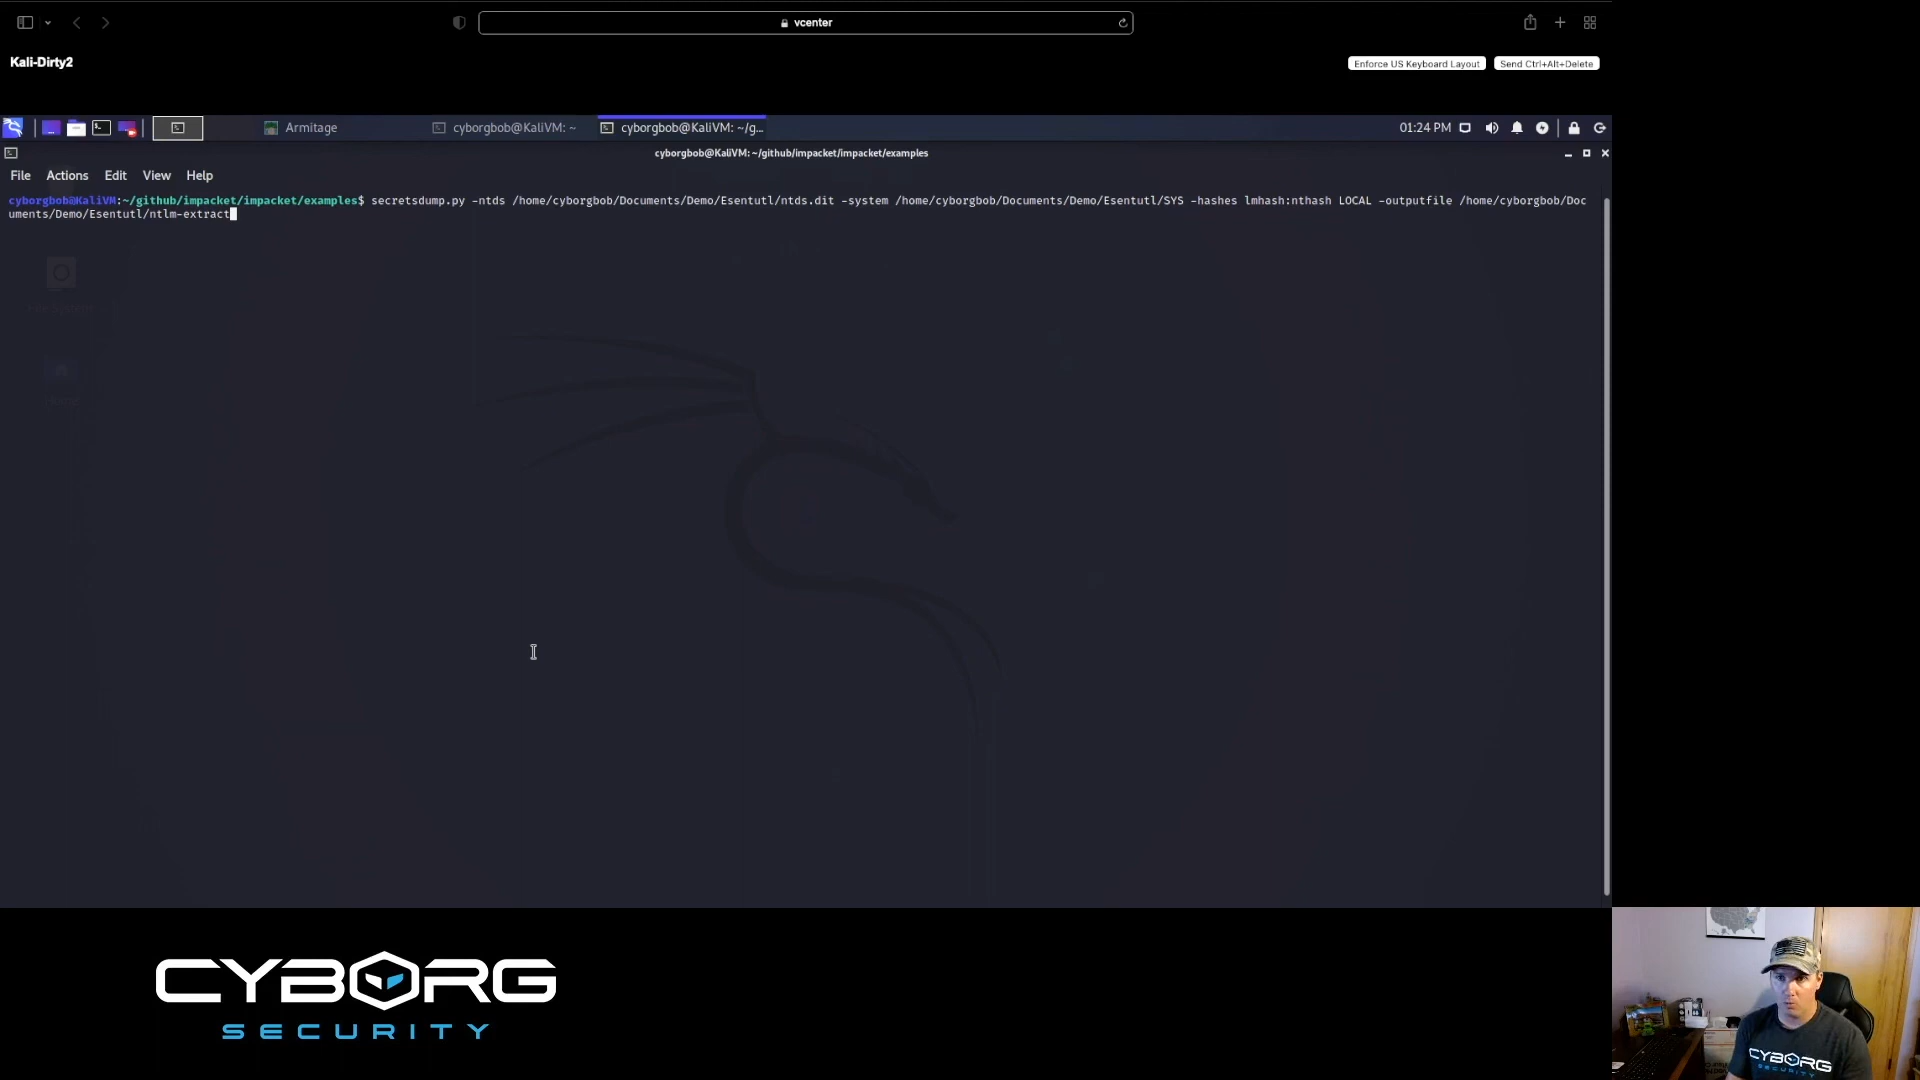 vcenter
Kali-Dirty2
Enforce US Keyboard Layout
Send Ctrl+Alt+Delete
Armitage
cyborgbob@KaliVM: ~
cyborgbob@KaliVM: ~/g...
01:24 PM
cyborgbob@KaliVM: ~/github/impacket/impacket/examples
File Actions Edit View Help
cyborgbob@KaliVM:~/github/impacket/impacket/examples$ secretsdump.py -ntds /home/cyborgbob/Documents/Demo/Esentutl/ntds.dit -system /home/cyborgbob/Documents/Demo/Esentutl/SYS -hashes lmhash:nthash LOCAL -outputfile /home/cyborgbob/Doc
uments/Demo/Esentutl/ntlm-extract
Home
CYBORG
SECURITY
CYBORG
SECURITY